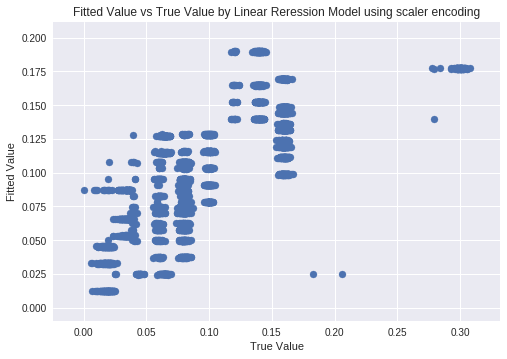 Fitted Value vs True Value by Linear Reression Model using scaler encoding
0.200
0.175
0.150
0.125
0.100
0.075
0.050
0.025
0.000
Fitted Value
0.00 0.05 0.10 0.15 0.20 0.25 0.30
True Value